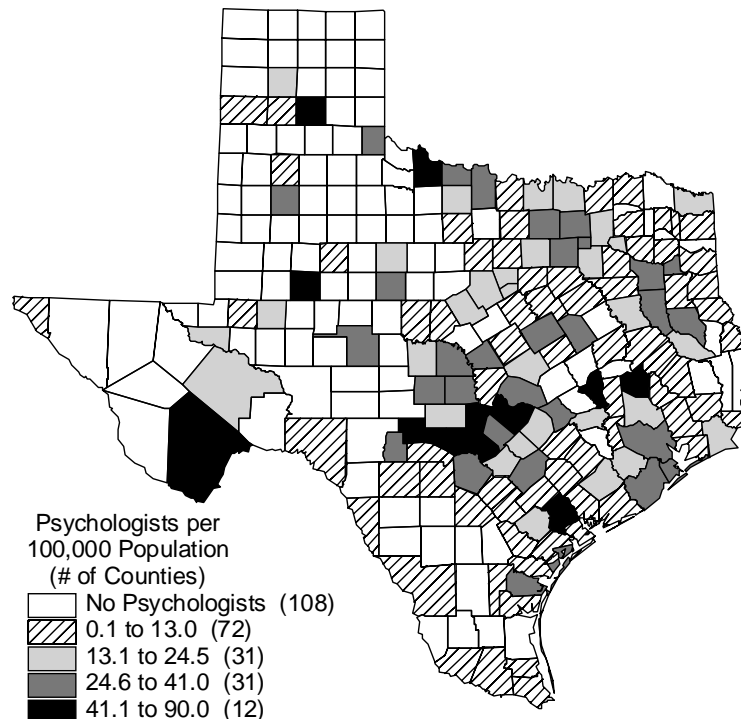 Psychologists per
100,000 Population
(# of Counties)
No Psychologists (108)
0.1 to 13.0 (72)
13.1 to 24.5 (31)
24.6 to 41.0 (31)
41.1 to 90.0 (12)